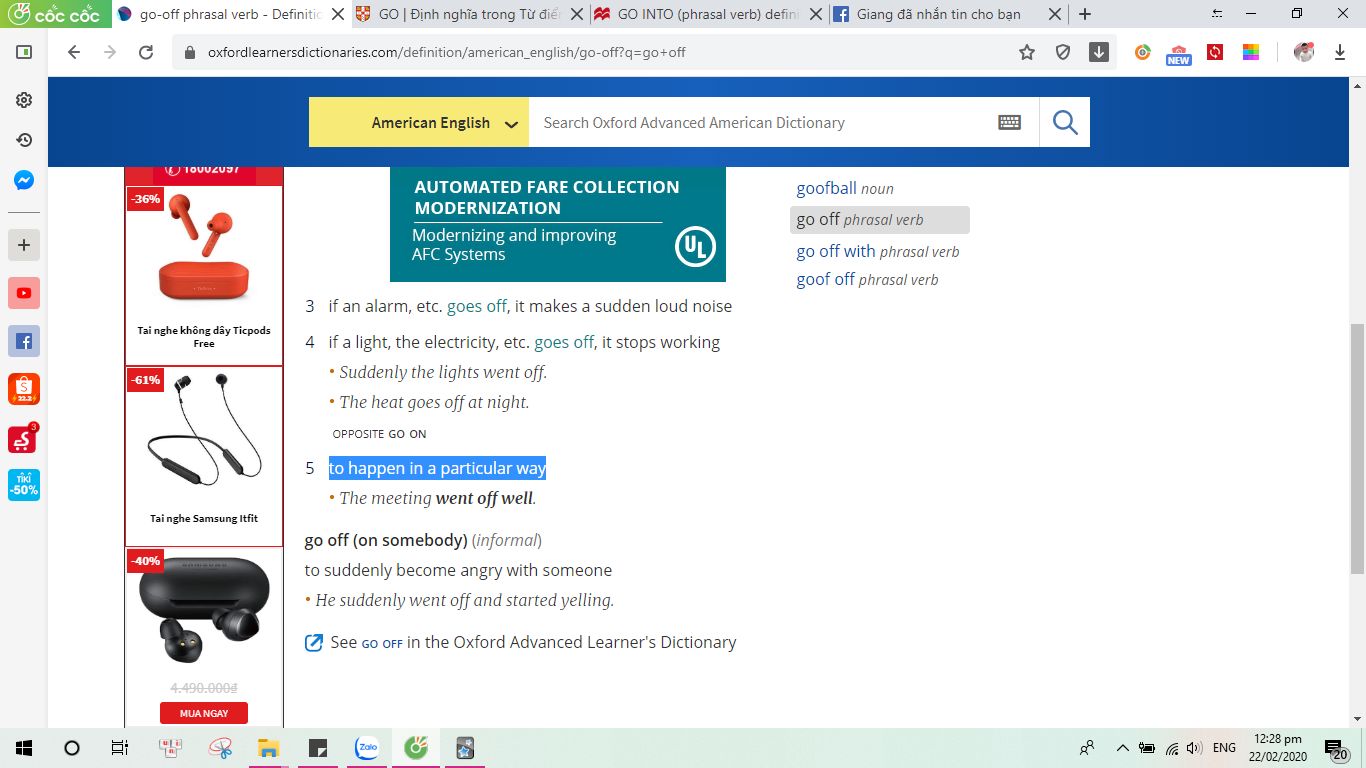 cốc cốc
go-off phrasal verb - Definitic
GO | Định nghĩa trong Từ điể
GO INTO (phrasal verb) defin
Giang đã nhắn tin cho bạn
oxfordlearnersdictionaries.com/definition/american_english/go-off?q=go+off
NEW
American English
Search Oxford Advanced American Dictionary
18002097
-36%
Tai nghe không dây Ticpods
Free
-61%
Tai nghe Samsung Itfit
-40%
SAMSUNG
4.490.000₫
MUA NGAY
AUTOMATED FARE COLLECTION
MODERNIZATION
Modernizing and improving
AFC Systems
UL
3 if an alarm, etc. goes off, it makes a sudden loud noise
4 if a light, the electricity, etc. goes off, it stops working
• Suddenly the lights went off.
• The heat goes off at night.
OPPOSITE GO ON
5 to happen in a particular way
• The meeting went off well.
go off (on somebody) (informal)
to suddenly become angry with someone
• He suddenly went off and started yelling.
See GO OFF in the Oxford Advanced Learner's Dictionary
goofball noun
go off phrasal verb
go off with phrasal verb
goof off phrasal verb
22.2
3
TIKI
-50%
Zalo
ENG
12:28 pm
22/02/2020
20